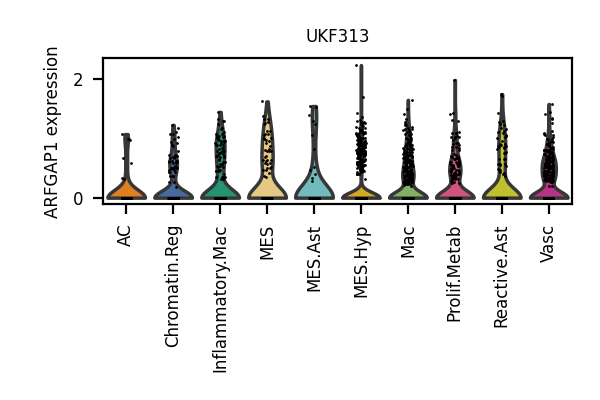 UKF313
ARFGAP1 expression
2
0
AC
Chromatin.Reg
Inflammatory.Mac
MES
MES.Ast
MES.Hyp
Mac
Prolif.Metab
Reactive.Ast
Vasc